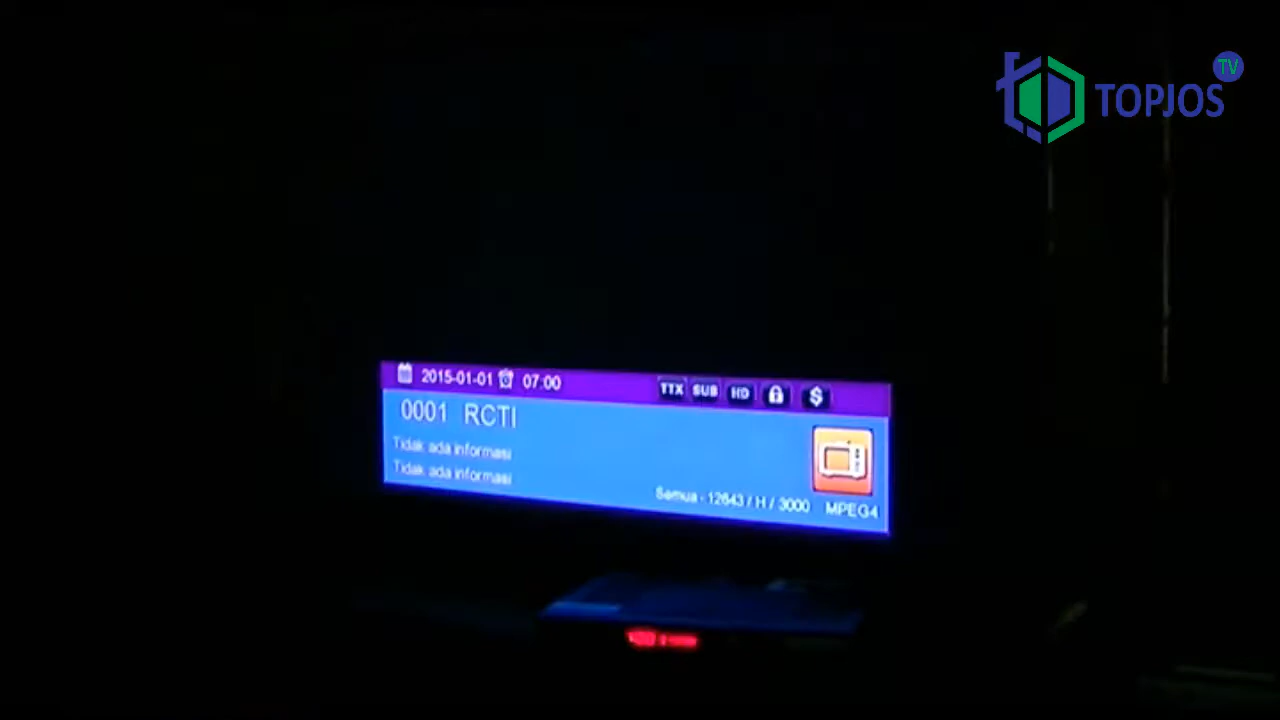 TV
TOPJOS
2015-01-01 07:00 TTX SUB HD $
0001 RCTI
Tidak ada informasi
Tidak ada informasi
Semua - 12643 / H / 3000 MPEG4